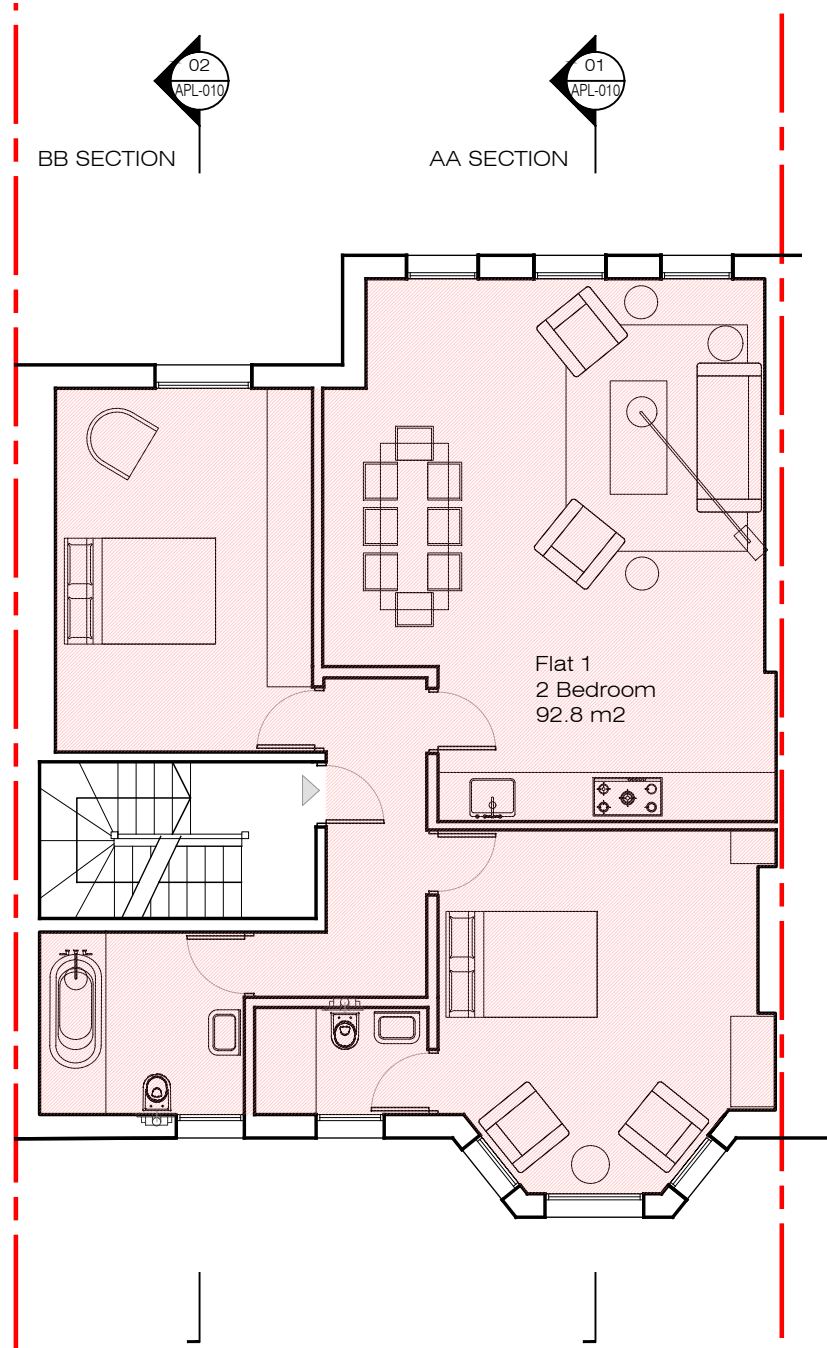 02
APL-010
01
APL-010
BB SECTION
AA SECTION
Flat 1
2 Bedroom
92.8 m2